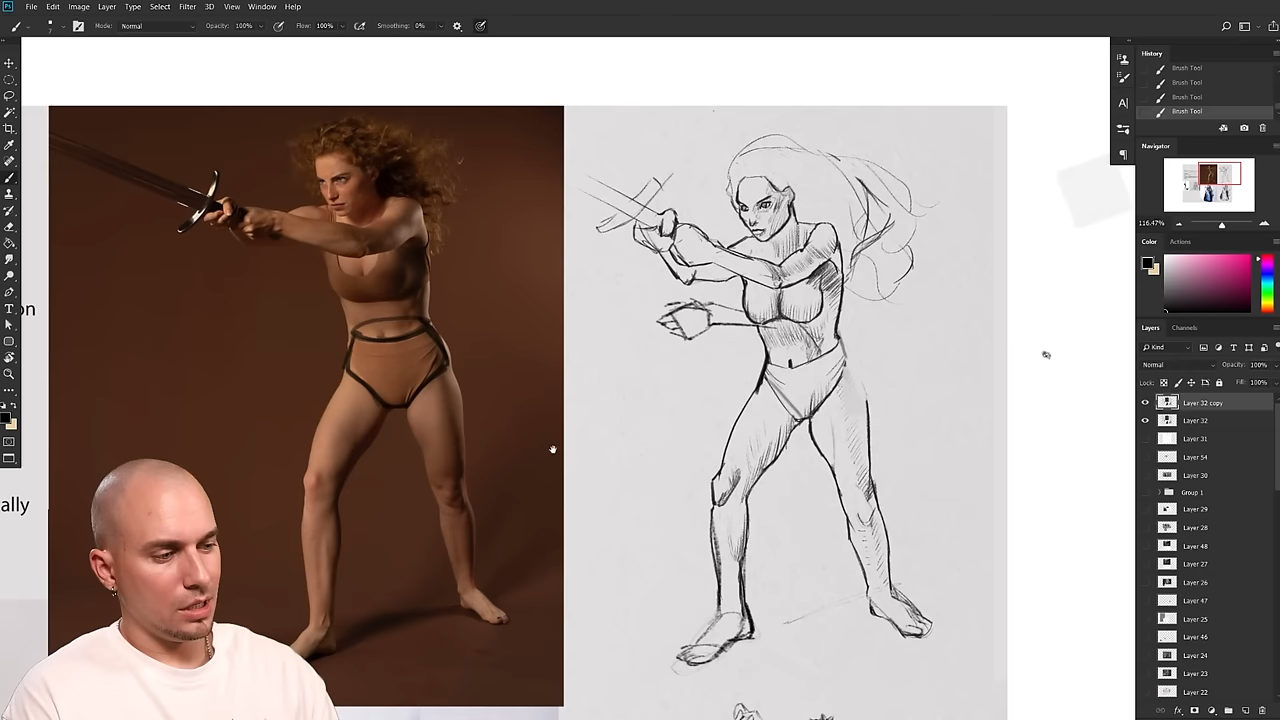 File Edit Image Layer Type Select Filter 3D View Window Help
7 Mode: Normal Opacity: 100% Flow: 100% Smoothing: 0%
History
Brush Tool
Brush Tool
Brush Tool
Brush Tool
Navigator
116.47%
Color Actions
Layers Channels
Kind
Normal Opacity: 100%
Lock: Fill: 100%
Layer 32 copy
Layer 32
Layer 31
Layer 54
Layer 30
Group 1
Layer 29
Layer 28
Layer 48
Layer 27
Layer 26
Layer 47
Layer 25
Layer 46
Layer 24
Layer 23
Layer 22
on
ally